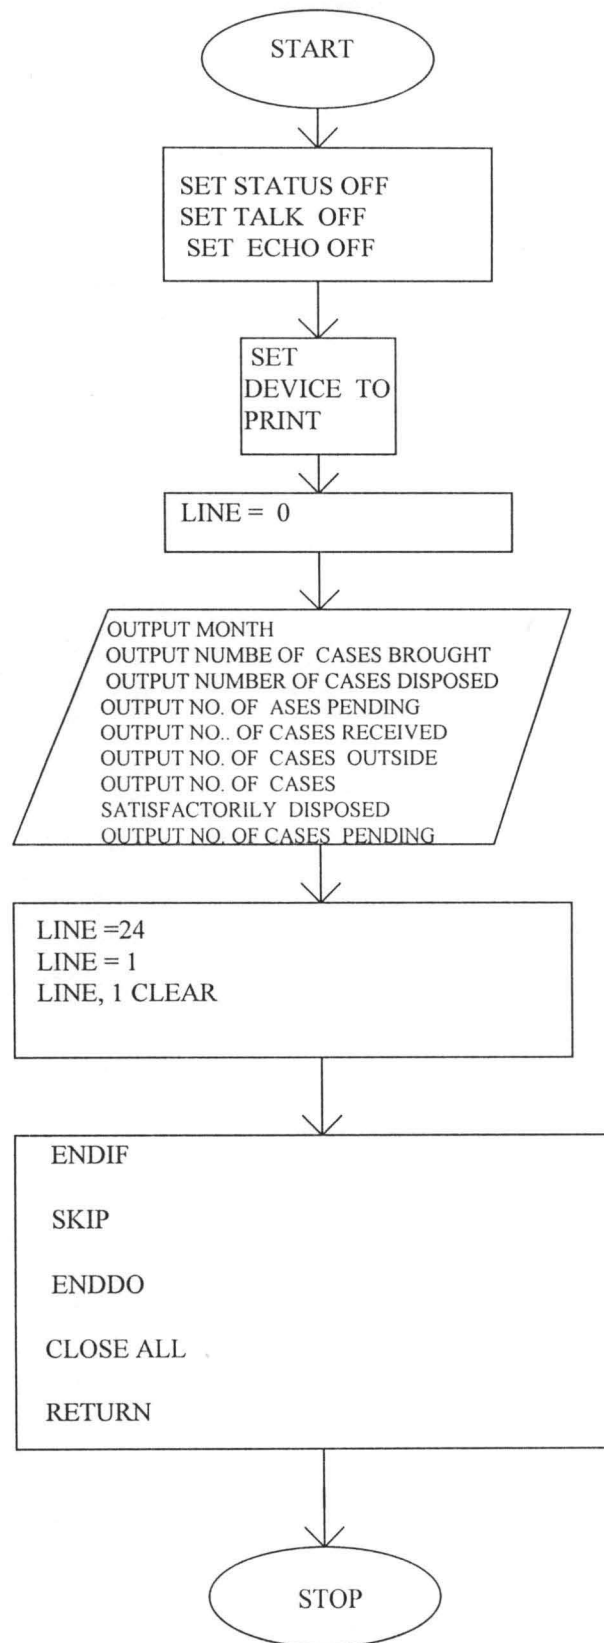 START
SET STATUS OFF
SET TALK OFF
SET ECHO OFF
SET
DEVICE TO
PRINT
LINE = 0
OUTPUT MONTH
OUTPUT NUMBE OF CASES BROUGHT
OUTPUT NUMBER OF CASES DISPOSED
OUTPUT NO. OF ASES PENDING
OUTPUT NO.. OF CASES RECEIVED
OUTPUT NO. OF CASES OUTSIDE
OUTPUT NO. OF CASES
SATISFACTORILY DISPOSED
OUTPUT NO. OF CASES PENDING
LINE =24
LINE = 1
LINE, 1 CLEAR
ENDIF
SKIP
ENDDO
CLOSE ALL
RETURN
STOP